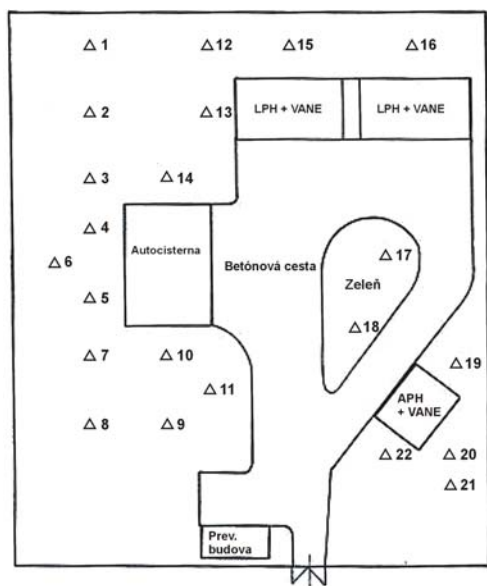 1
12
15
16
LPH + VANE
LPH + VANE
2
13
3
14
4
Autocisterna
6
Betónová cesta
17
Zeleň
5
18
7
10
19
11
APH
+ VANE
8
9
22
20
21
Prev.
budova